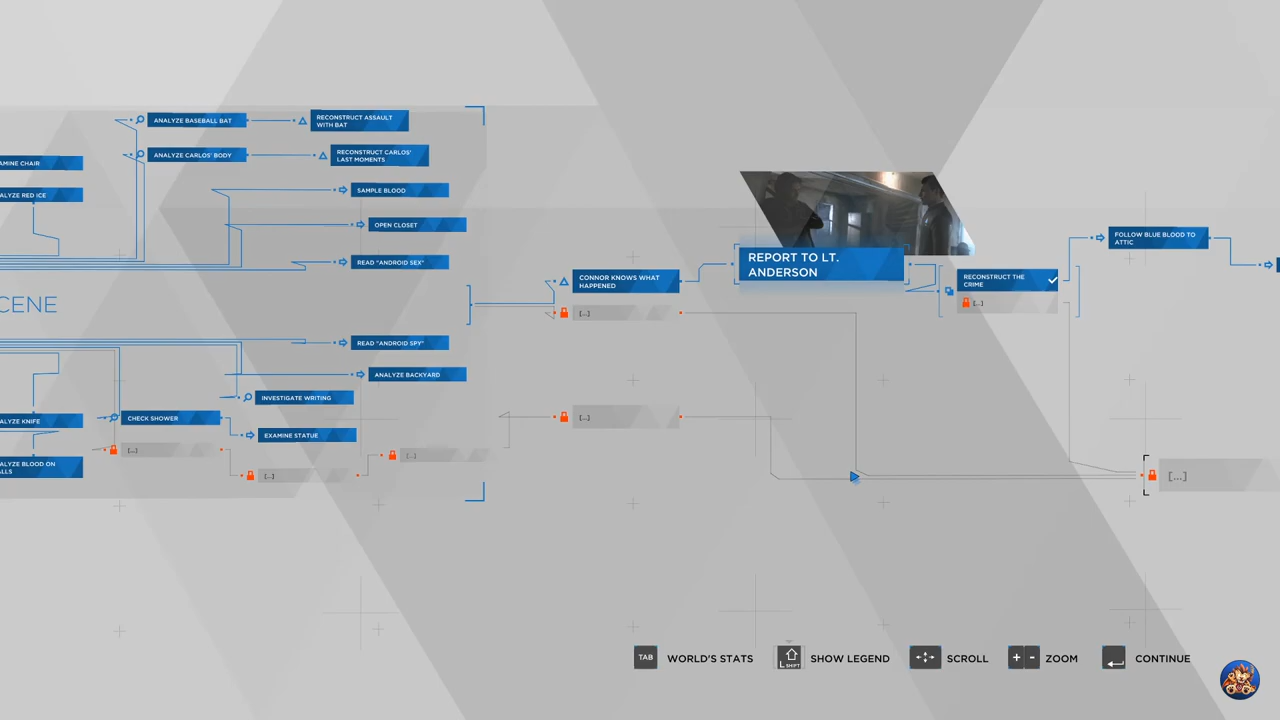 ANALYZE BASEBALL BAT
RECONSTRUCT ASSAULT
WITH BAT
ANALYZE CARLOS' BODY
RECONSTRUCT CARLOS'
LAST MOMENTS
AMINE CHAIR
ALYZE RED ICE
SAMPLE BLOOD
OPEN CLOSET
READ "ANDROID SEX"
CENE
CONNOR KNOWS WHAT
HAPPENED
[...]
REPORT TO LT.
ANDERSON
RECONSTRUCT THE
CRIME
[...]
FOLLOW BLUE BLOOD TO
ATTIC
READ "ANDROID SPY"
ANALYZE BACKYARD
INVESTIGATE WRITING
ALYZE KNIFE
CHECK SHOWER
EXAMINE STATUE
[...]
[...]
[...]
[...]
ALYZE BLOOD ON
ALLS
[...]
TAB WORLD'S STATS L SHIFT SHOW LEGEND SCROLL + - ZOOM CONTINUE